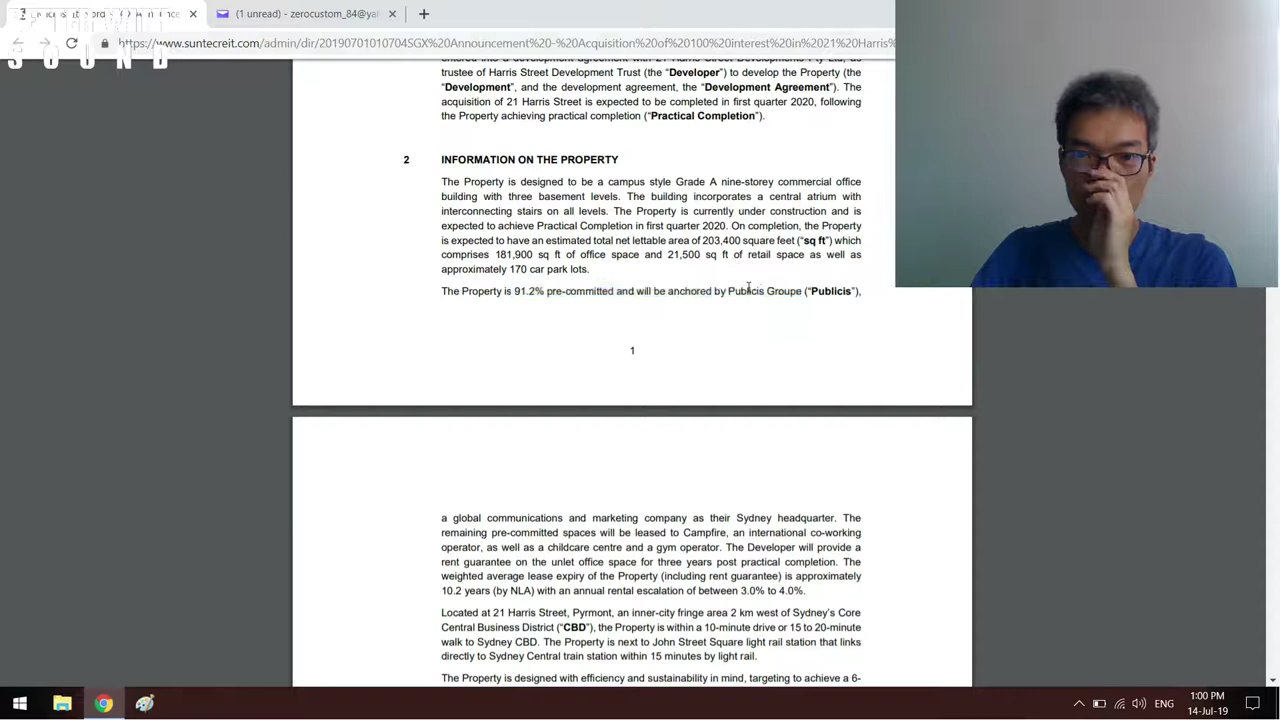 (1 unread) - zerocustom_84@ya
https://www.suntecreit.com/admin/dir/20190701010704SGX%20Announcement%20-%20Acquisition%20of%20100%20interest%20in%2021%20Harris%
SOUND
trustee of Harris Street Development Trust (the “Developer”) to develop the Property (the
“Development”, and the development agreement, the “Development Agreement”). The
acquisition of 21 Harris Street is expected to be completed in first quarter 2020, following
the Property achieving practical completion (“Practical Completion”).
2 INFORMATION ON THE PROPERTY
The Property is designed to be a campus style Grade A nine-storey commercial office
building with three basement levels. The building incorporates a central atrium with
interconnecting stairs on all levels. The Property is currently under construction and is
expected to achieve Practical Completion in first quarter 2020. On completion, the Property
is expected to have an estimated total net lettable area of 203,400 square feet (“sq ft”) which
comprises 181,900 sq ft of office space and 21,500 sq ft of retail space as well as
approximately 170 car park lots.
The Property is 91.2% pre-committed and will be anchored by Publicis Groupe (“Publicis”),
1
a global communications and marketing company as their Sydney headquarter. The
remaining pre-committed spaces will be leased to Campfire, an international co-working
operator, as well as a childcare centre and a gym operator. The Developer will provide a
rent guarantee on the unlet office space for three years post practical completion. The
weighted average lease expiry of the Property (including rent guarantee) is approximately
10.2 years (by NLA) with an annual rental escalation of between 3.0% to 4.0%.
Located at 21 Harris Street, Pyrmont, an inner-city fringe area 2 km west of Sydney’s Core
Central Business District (“CBD”), the Property is within a 10-minute drive or 15 to 20-minute
walk to Sydney CBD. The Property is next to John Street Square light rail station that links
directly to Sydney Central train station within 15 minutes by light rail.
The Property is designed with efficiency and sustainability in mind, targeting to achieve a 6-
ENG
1:00 PM
14-Jul-19